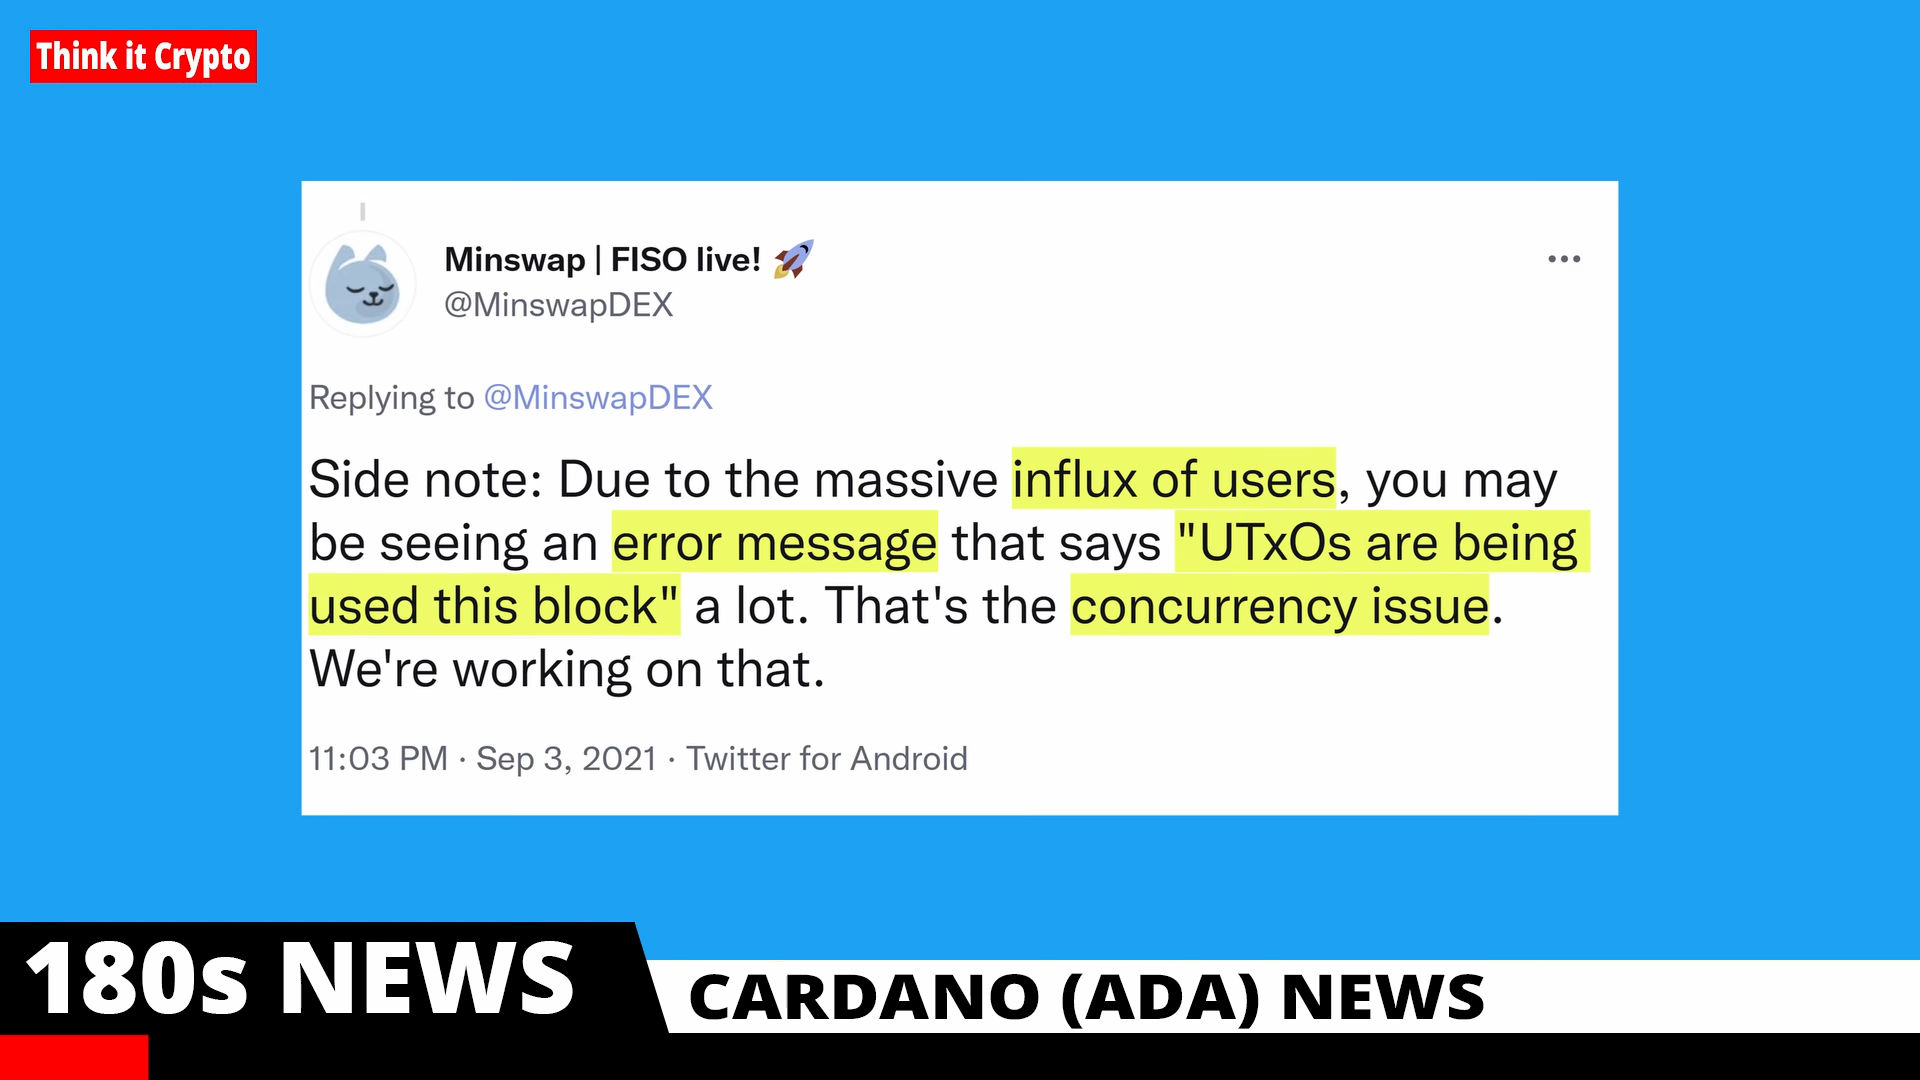 Think it Crypto
Minswap | FISO live! 🚀
@MinswapDEX
Replying to @MinswapDEX
Side note: Due to the massive influx of users, you may
be seeing an error message that says "UTxOs are being
used this block" a lot. That's the concurrency issue.
We're working on that.
11:03 PM · Sep 3, 2021 · Twitter for Android
180s NEWS
CARDANO (ADA) NEWS